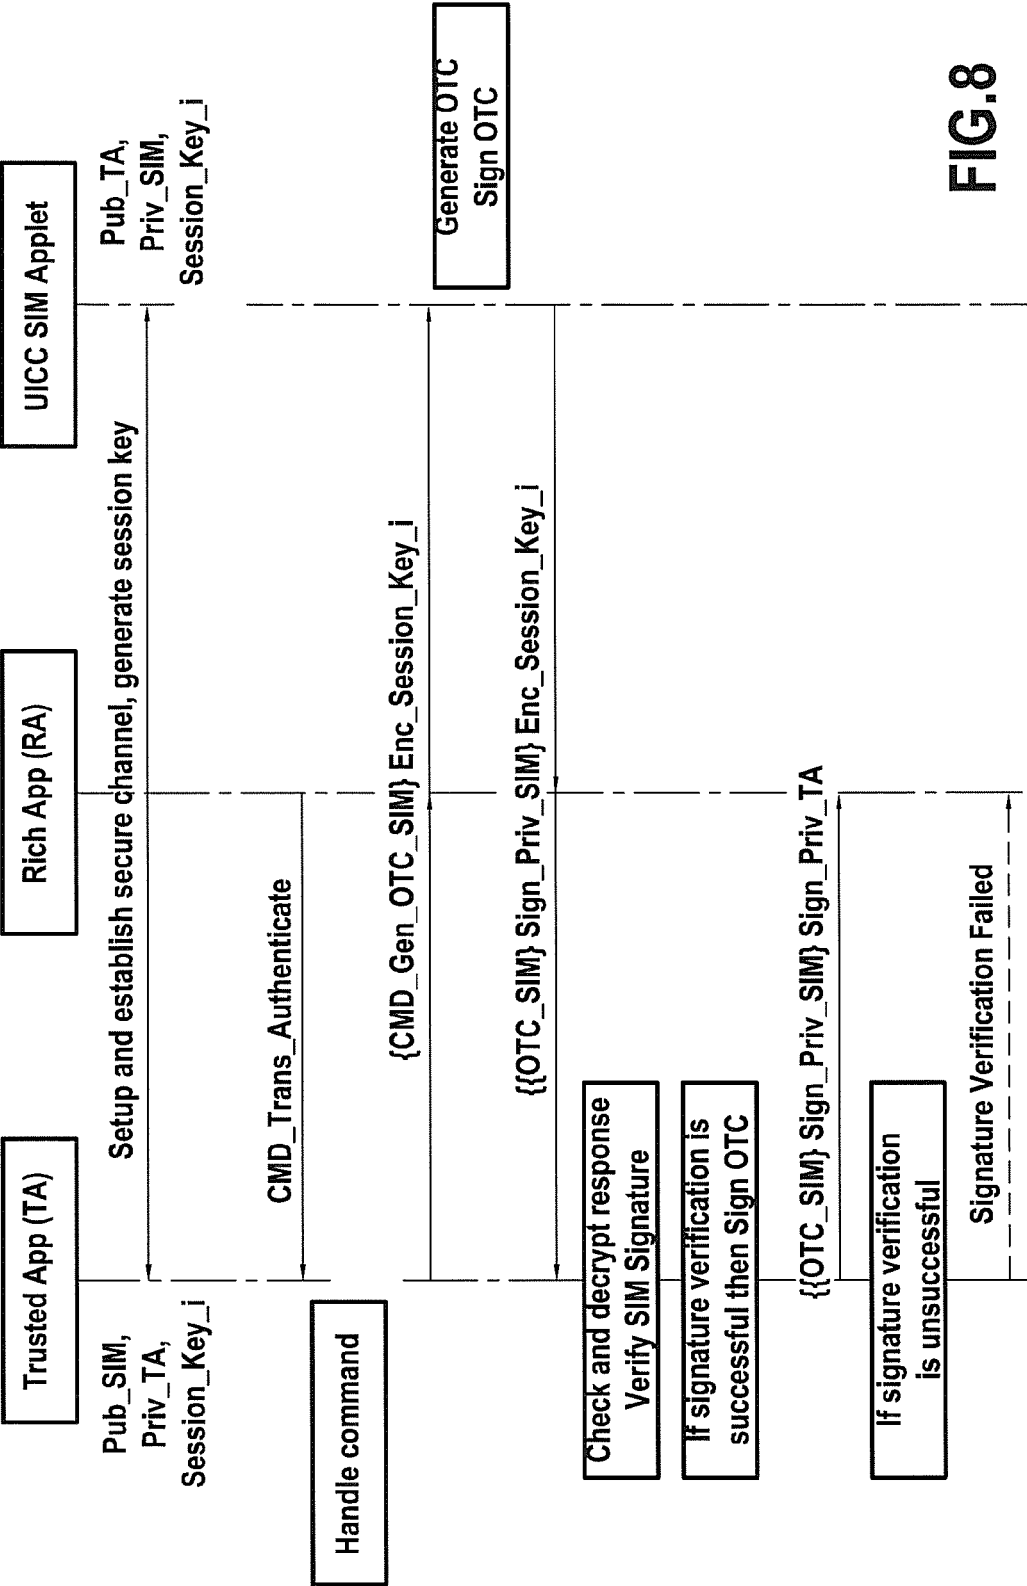 Trusted App (TA)
Rich App (RA)
UICC SIM Applet
Pub_SIM,
Priv_TA,
Session_Key_i
Setup and establish secure channel, generate session key
Pub_TA,
Priv_SIM,
Session_Key_i
CMD_Trans_Authenticate
Handle command
{CMD_Gen_OTC_SIM} Enc_Session_Key_i
Generate OTC
Sign OTC
{{OTC_SIM} Sign_Priv_SIM} Enc_Session_Key_i
Check and decrypt response
Verify SIM Signature
If signature verification is
successful then Sign OTC
{{OTC_SIM} Sign_Priv_SIM} Sign_Priv_TA
If signature verification
is unsuccessful
Signature Verification Failed
FIG.8